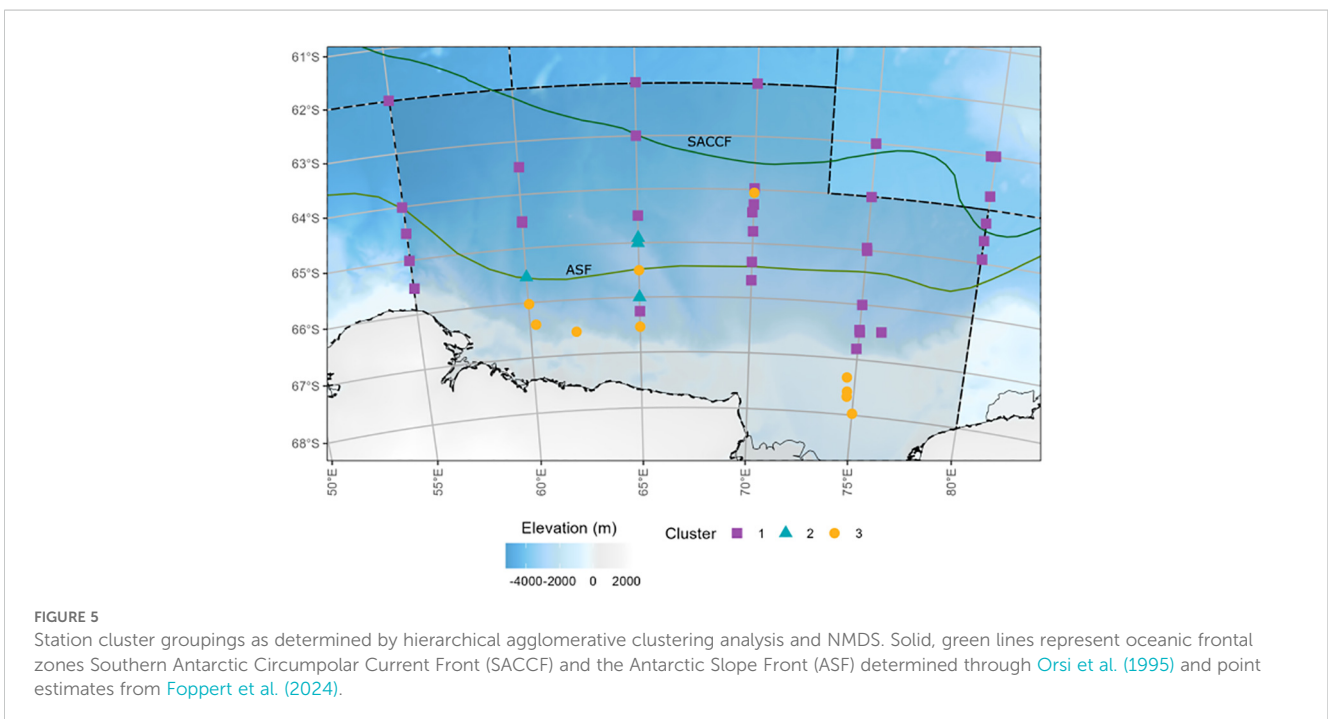 61°S
62°S
63°S
64°S
65°S
66°S
67°S
68°S
SACCF
ASF
50°E
55°E
60°E
65°E
70°E
75°E
80°E
Elevation (m)
-4000 -2000 0 2000
Cluster 1 2 3
FIGURE 5
Station cluster groupings as determined by hierarchical agglomerative clustering analysis and NMDS. Solid, green lines represent oceanic frontal
zones Southern Antarctic Circumpolar Current Front (SACCF) and the Antarctic Slope Front (ASF) determined through Orsi et al. (1995) and point
estimates from Foppert et al. (2024).